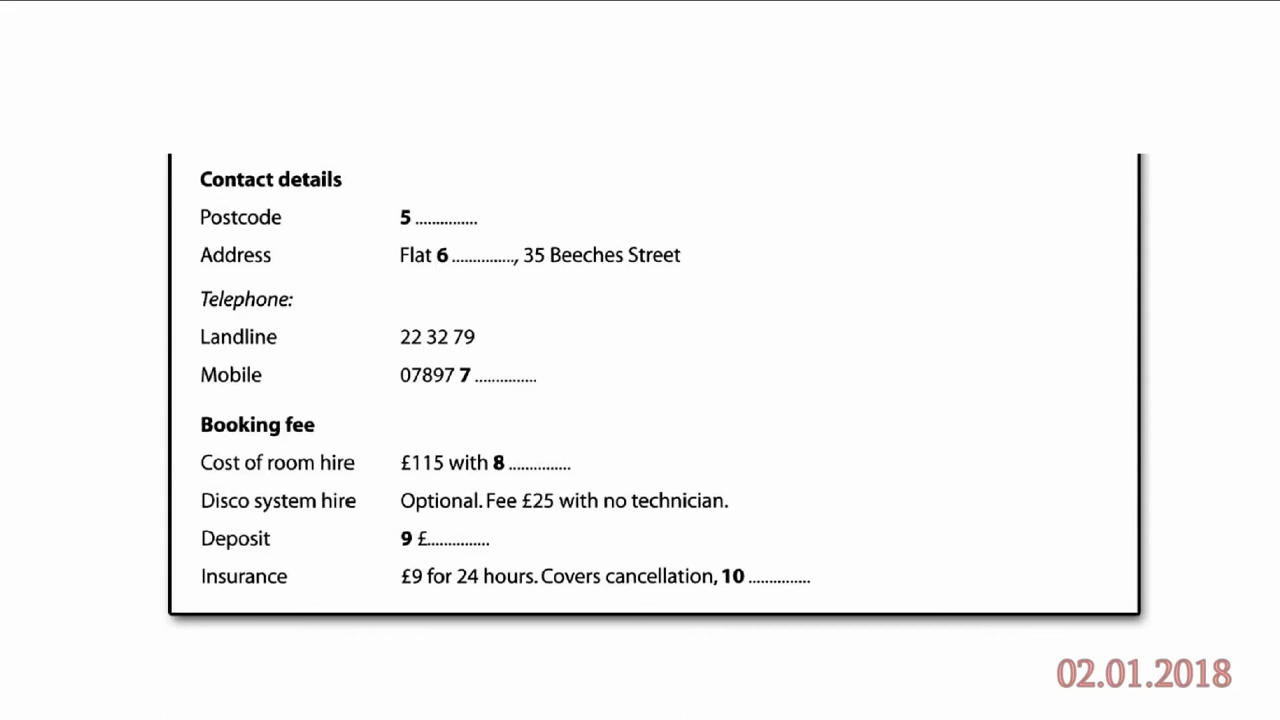 Contact details
Postcode 5 ...............
Address Flat 6 ..............., 35 Beeches Street
Telephone:
Landline 22 32 79
Mobile 07897 7 ...............
Booking fee
Cost of room hire £115 with 8 ...............
Disco system hire Optional. Fee £25 with no technician.
Deposit 9 £...............
Insurance £9 for 24 hours. Covers cancellation, 10 ...............
02.01.2018